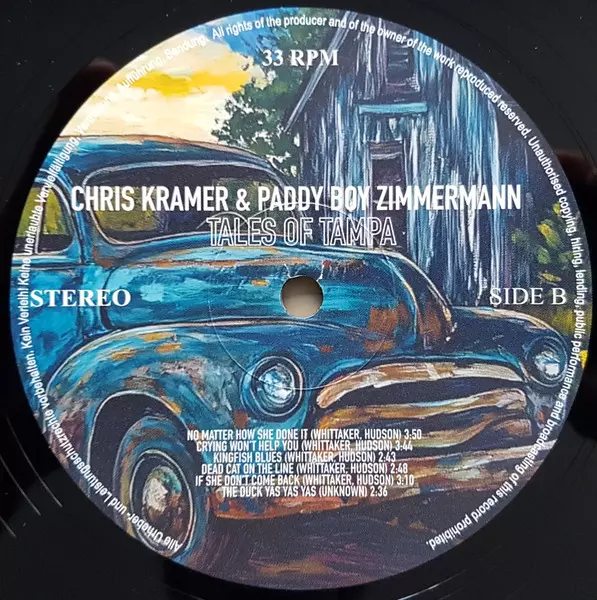 33 RPM
CHRIS KRAMER & PADDY BOY ZIMMERMANN
TALES OF TAMPA
STEREO
SIDE B
NO MATTER HOW SHE DONE IT (WHITTAKER, HUDSON) 3:50
CRYING WON'T HELP YOU (WHITTAKER, HUDSON) 3:44
KINGFISH BLUES (WHITTAKER, HUDSON) 2:43
DEAD CAT ON THE LINE (WHITTAKER, HUDSON) 2:48
IF SHE DON'T COME BACK (WHITTAKER, HUDSON) 3:10
THE DUCK YAS YAS YAS (UNKNOWN) 2:36
Alle Urheber- und Leistungsschutzrechte vorbehalten. Kein Verleih! Keine unerlaubte Vervielfältigung, Aufführung, Sendung. All rights of the producer and of the owner of the work reproduced reserved. Unauthorised copying, hiring, lending, public performance and broadcasting of this record prohibited.